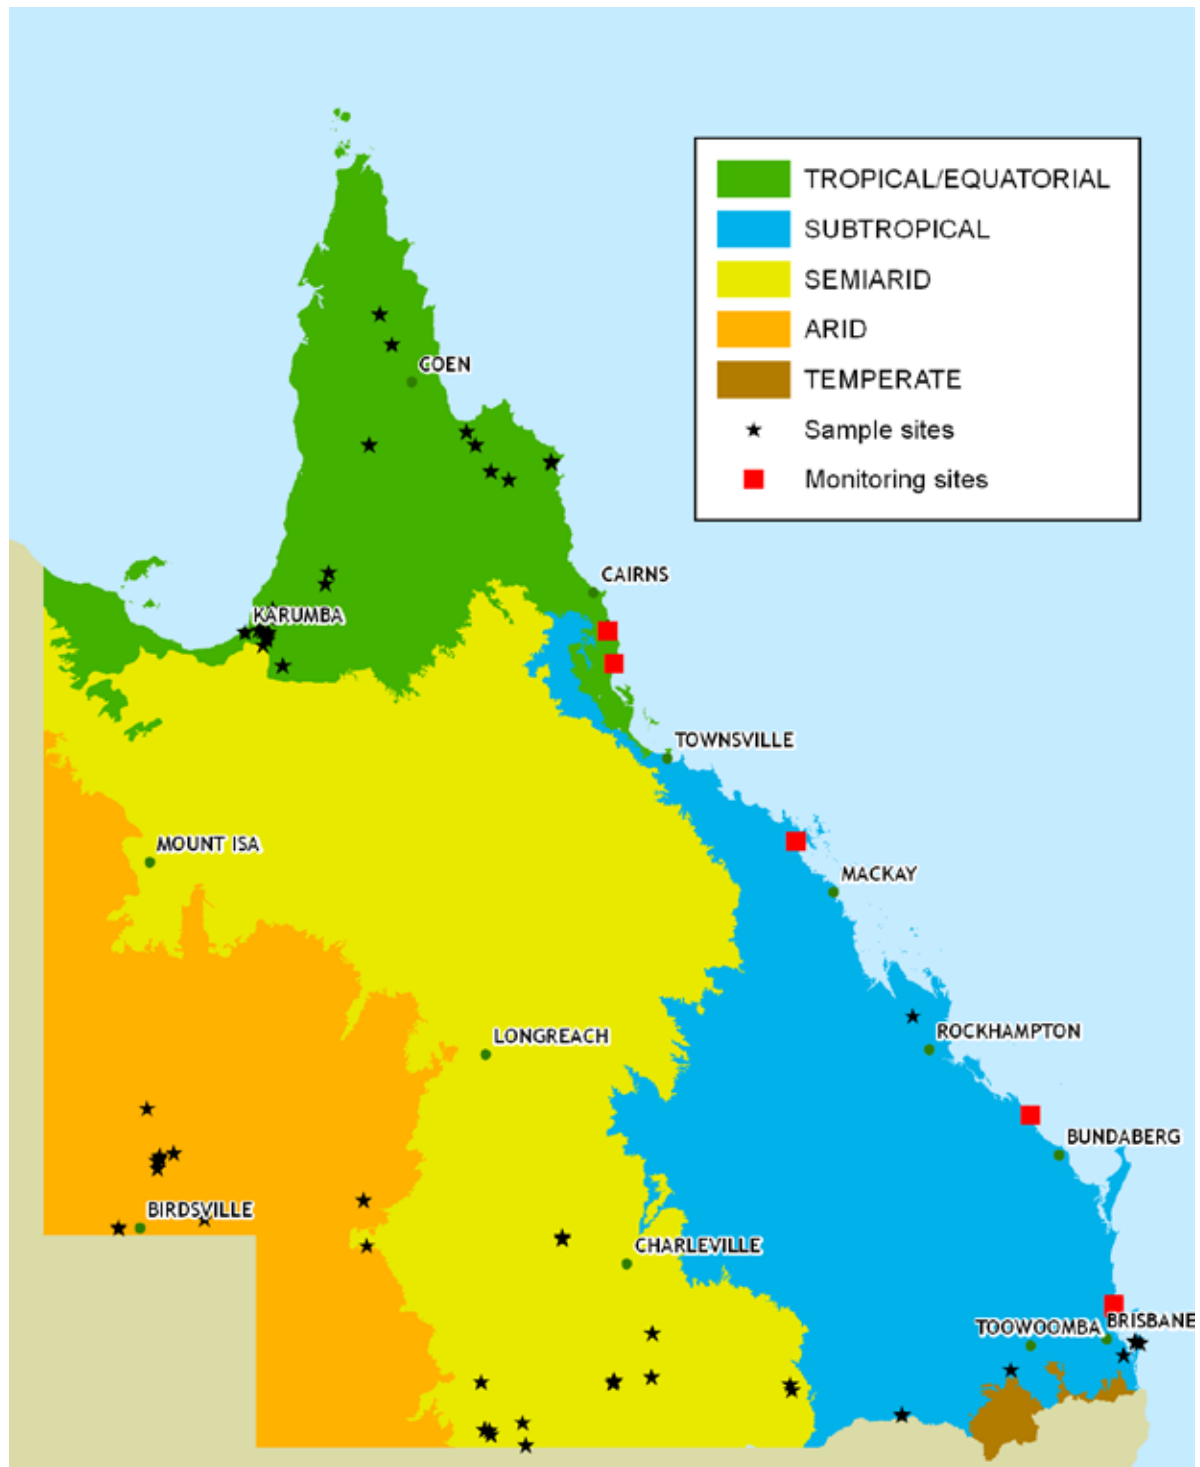 TROPICAL/EQUATORIAL
SUBTROPICAL
SEMIARID
ARID
TEMPERATE
Sample sites
Monitoring sites
COEN
CAIRNS
KARUMBA
TOWNSVILLE
MOUNT ISA
MACKAY
LONGREACH
ROCKHAMPTON
BUNDABERG
BIRDSVILLE
CHARLEVILLE
TOOWOOMBA
BRISBANE